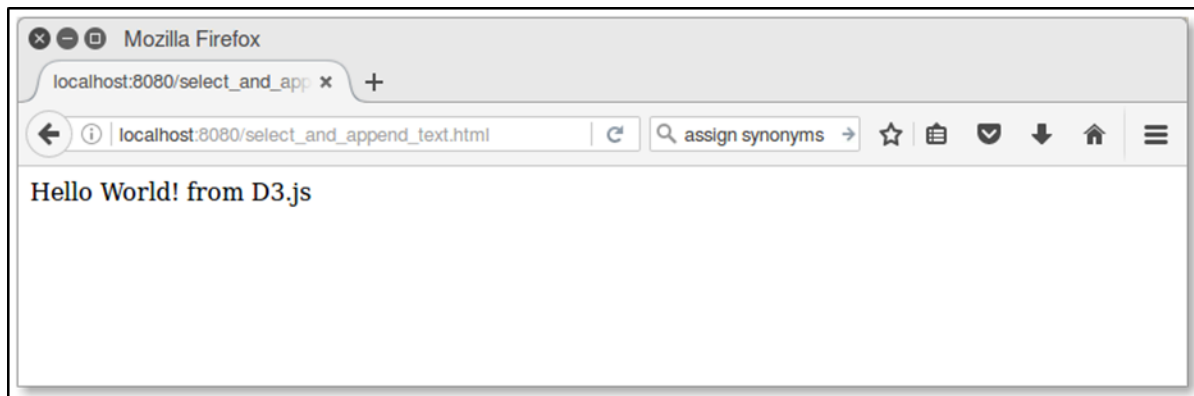 Mozilla Firefox
localhost:8080/select_and_app
localhost:8080/select_and_append_text.html
assign synonyms
Hello World! from D3.js